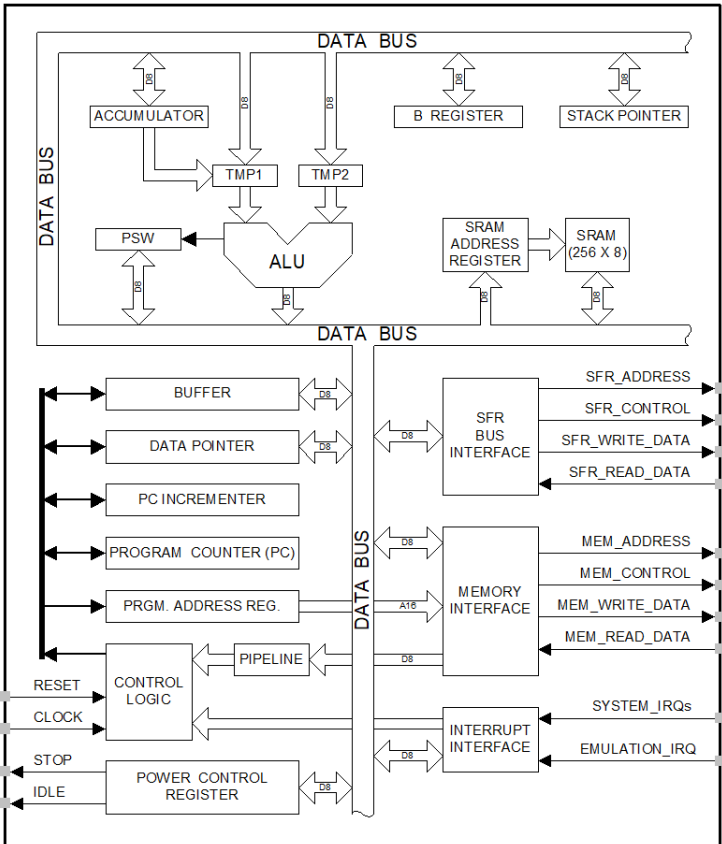 DATA BUS
D8
D8
D8
D8
D8
ACCUMULATOR
B REGISTER
STACK POINTER
DATA BUS
TMP1
TMP2
PSW
ALU
SRAM
ADDRESS
REGISTER
SRAM
(256 X 8)
D8
D8
D8
D8
DATA BUS
BUFFER
D8
DATA POINTER
D8
PC INCREMENTER
PROGRAM COUNTER (PC)
PRGM. ADDRESS REG.
A16
DATA BUS
D8
SFR
BUS
INTERFACE
SFR_ADDRESS
SFR_CONTROL
SFR_WRITE_DATA
SFR_READ_DATA
D8
MEMORY
INTERFACE
MEM_ADDRESS
MEM_CONTROL
MEM_WRITE_DATA
MEM_READ_DATA
CONTROL
LOGIC
PIPELINE
D8
RESET
CLOCK
INTERRUPT
INTERFACE
SYSTEM_IRQs
EMULATION_IRQ
D8
STOP
IDLE
POWER CONTROL
REGISTER
D8